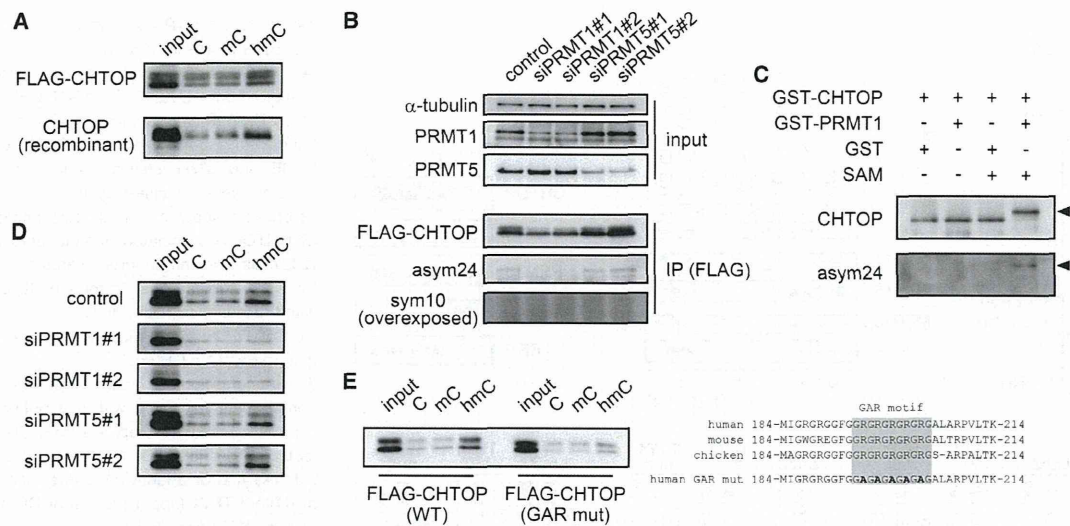 A
input C mC hmC
FLAG-CHTOP
CHTOP
(recombinant)
B
control siPRMT1#1 siPRMT1#2 siPRMT5#1 siPRMT5#2
α-tubulin
PRMT1
PRMT5
input
FLAG-CHTOP
asym24
sym10
(overexposed)
IP (FLAG)
C
GST-CHTOP + + + +
GST-PRMT1 - + - +
GST + - + -
SAM - - + +
CHTOP
asym24
D
input C mC hmC
control
siPRMT1#1
siPRMT1#2
siPRMT5#1
siPRMT5#2
E
input C mC hmC input C mC hmC
FLAG-CHTOP
(WT)
FLAG-CHTOP
(GAR mut)
GAR motif
human 184-MIGRGRGGFGGRGRGRGRGRGALARPVLTK-214
mouse 184-MIGWGREGFGGRGRGRGRGRGALTRPVLTK-214
chicken 184-MAGRGRGGFGGRGRGRGRGRGS-ARPALTK-214
human GAR mut 184-MIGRGRGGFGGAGAGAGAGAGALARPVLTK-214